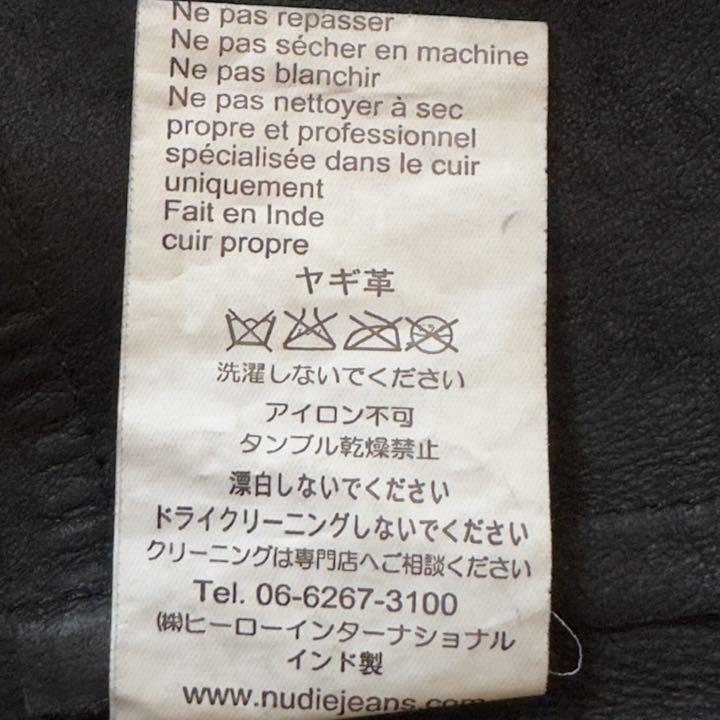 Ne pas repasser
Ne pas sécher en machine
Ne pas blanchir
Ne pas nettoyer à sec
propre et professionnel
spécialisée dans le cuir
uniquement
Fait en Inde
cuir propre
ヤギ革
洗濯しないでください
アイロン不可
タンブル乾燥禁止
漂白しないでください
ドライクリーニングしないでください
クリーニングは専門店へご相談ください
Tel. 06-6267-3100
㈱ヒーローインターナショナル
インド製
www.nudiejeans.com